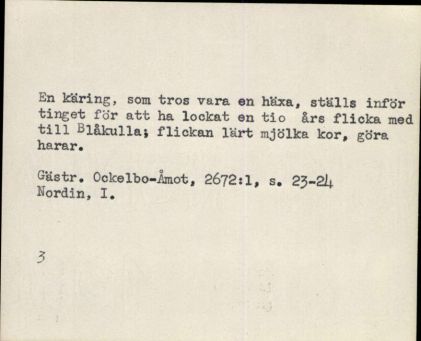 En käring, som tros vara en häxa, ställs inför
tinget för att ha lockat en tio års flicka med
till Blåkulla; flickan lärt mjölka kor, göra
harar.
Gästr. Ockelbo-Åmot, 2672:1, s. 23-24
Nordin, I.
3